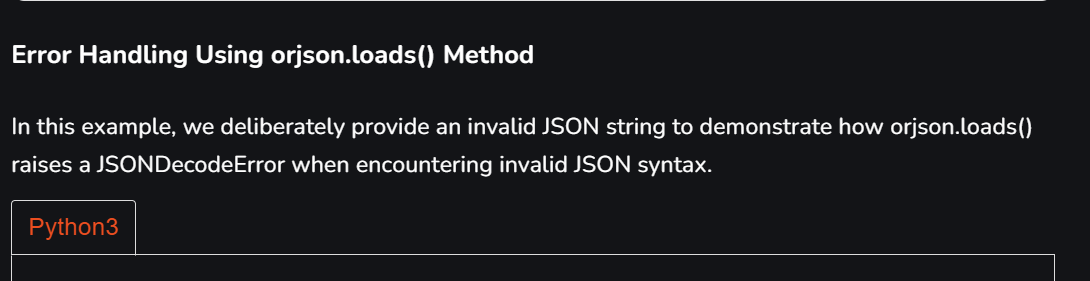 Error Handling Using orjson.loads() Method
In this example, we deliberately provide an invalid JSON string to demonstrate how orjson.loads()
raises a JSONDecodeError when encountering invalid JSON syntax.
Python3